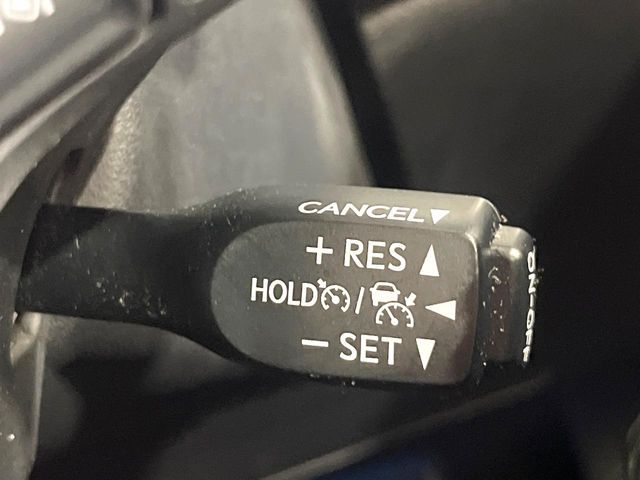 CANCEL▼
+ RES ▲
HOLD / ◀
− SET ▼
ON-OFF